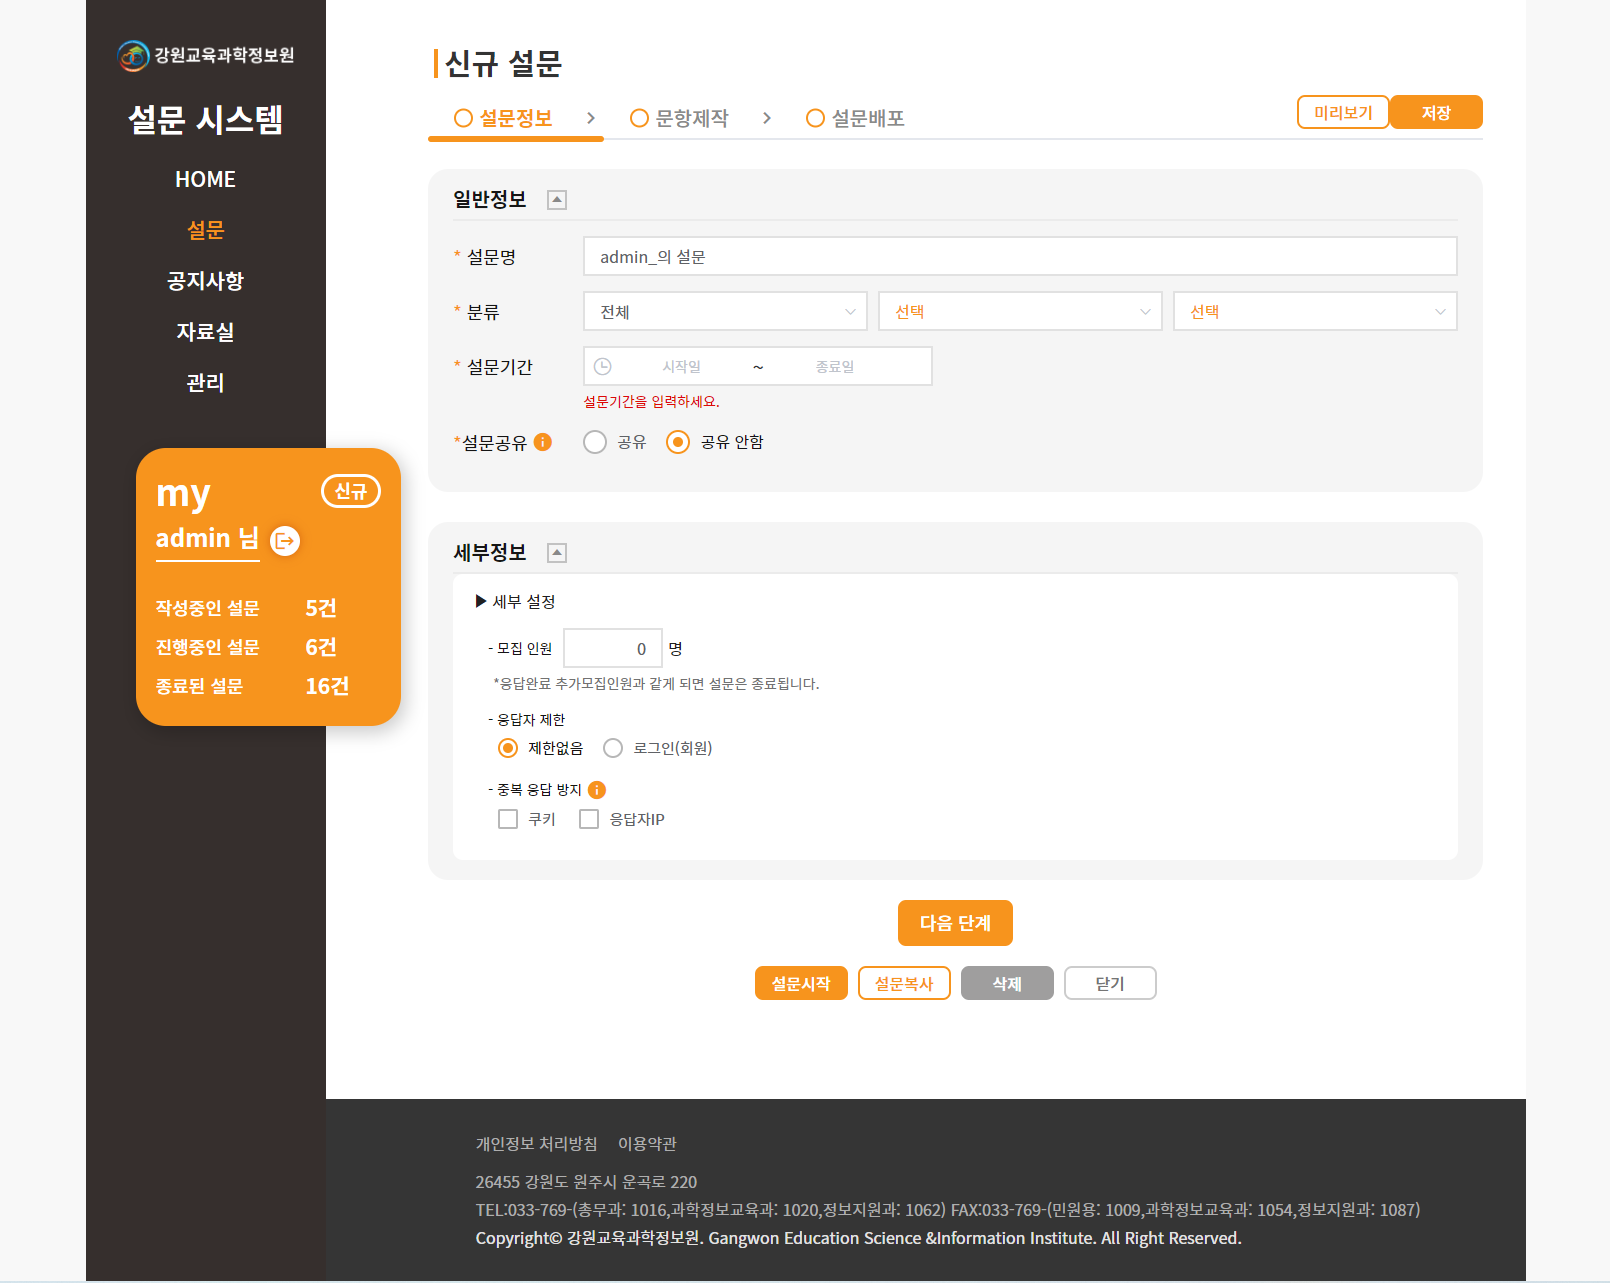 강원교육과학정보원
설문 시스템
HOME
설문
공지사항
자료실
관리
my
신규
admin 님
작성중인 설문 5건
진행중인 설문 6건
종료된 설문 16건
신규 설문
설문정보 > 문항제작 > 설문배포
미리보기 저장
일반정보
* 설문명 admin_의 설문
* 분류 전체 선택 선택
* 설문기간 시작일 ~ 종료일
설문기간을 입력하세요.
*설문공유 공유 공유 안함
세부정보
▶ 세부 설정
- 모집 인원 0 명
*응답완료 추가모집인원과 같게 되면 설문은 종료됩니다.
- 응답자 제한
제한없음 로그인(회원)
- 중복 응답 방지
쿠키 응답자IP
다음 단계
설문시작 설문복사 삭제 닫기
개인정보 처리방침 이용약관
26455 강원도 원주시 운곡로 220
TEL:033-769-(총무과: 1016,과학정보교육과: 1020,정보지원과: 1062) FAX:033-769-(민원용: 1009,과학정보교육과: 1054,정보지원과: 1087)
Copyright© 강원교육과학정보원. Gangwon Education Science &Information Institute. All Right Reserved.